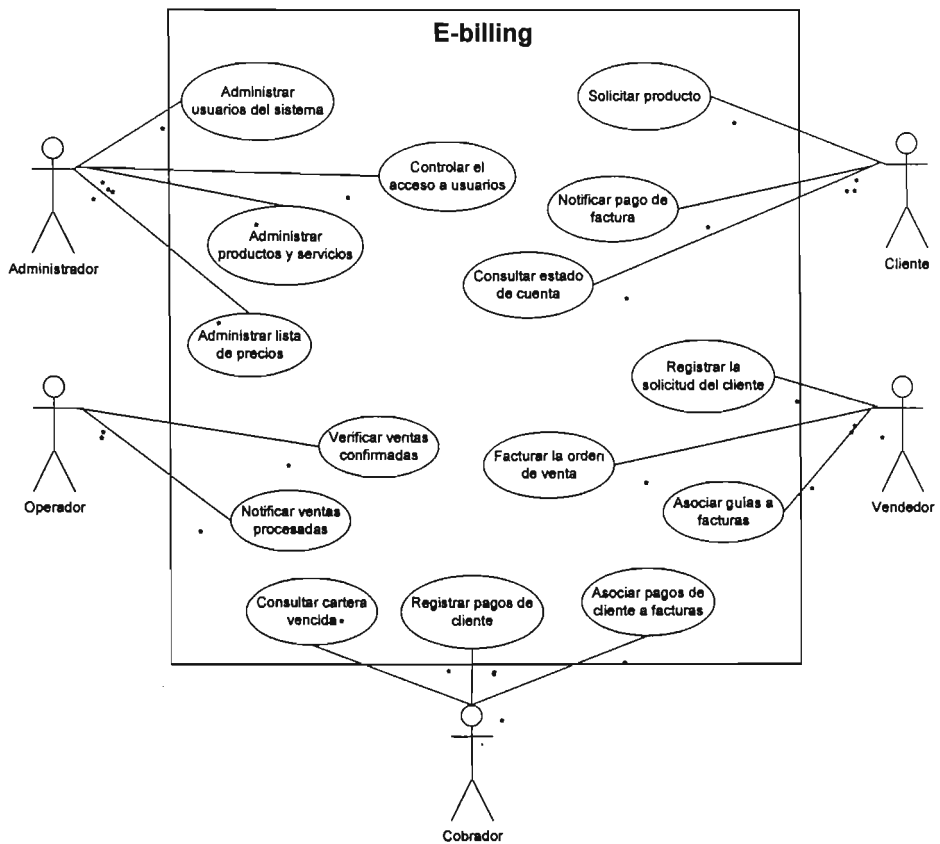 E-billing
Administrar
usuarios del sistema
Solicitar producto
Controlar el
acceso a usuarios
Notificar pago de
factura
Administrar
productos y servicios
Consultar estado
de cuenta
Administrador
Cliente
Administrar lista
de precios
Registrar la
solicitud del cliente
Verificar ventas
confirmadas
Facturar la orden
de venta
Operador
Notificar ventas
procesadas
Asociar guías a
facturas
Vendedor
Consultar cartera
vencida
Registrar pagos de
cliente
Asociar pagos de
cliente a facturas
Cobrador